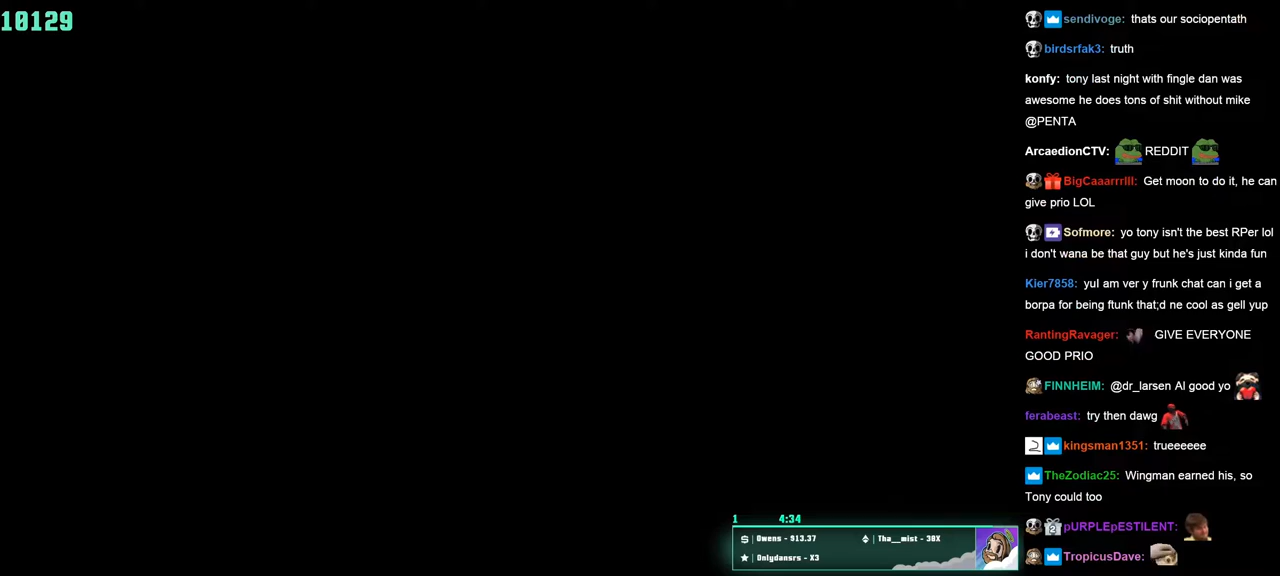 10129
sendivoge: thats our sociopentath
birdsrfak3: truth
konfy: tony last night with fingle dan was
awesome he does tons of shit without mike
@PENTA
ArcaedionCTV: REDDIT
BigCaaarrrlll: Get moon to do it, he can
give prio LOL
Sofmore: yo tony isn't the best RPer lol
i don't wana be that guy but he's just kinda fun
Kier7858: yuI am ver y frunk chat can i get a
borpa for being ftunk that;d ne cool as gell yup
RantingRavager: GIVE EVERYONE
GOOD PRIO
FINNHEIM: @dr_larsen Al good yo
ferabeast: try then dawg
kingsman1351: trueeeeee
TheZodiac25: Wingman earned his, so
Tony could too
2 pURPLEpESTILENT:
TropicusDave:
1 4:34
Owens - $13.37 Tha__mist - 30X
Onlydansrs - X3